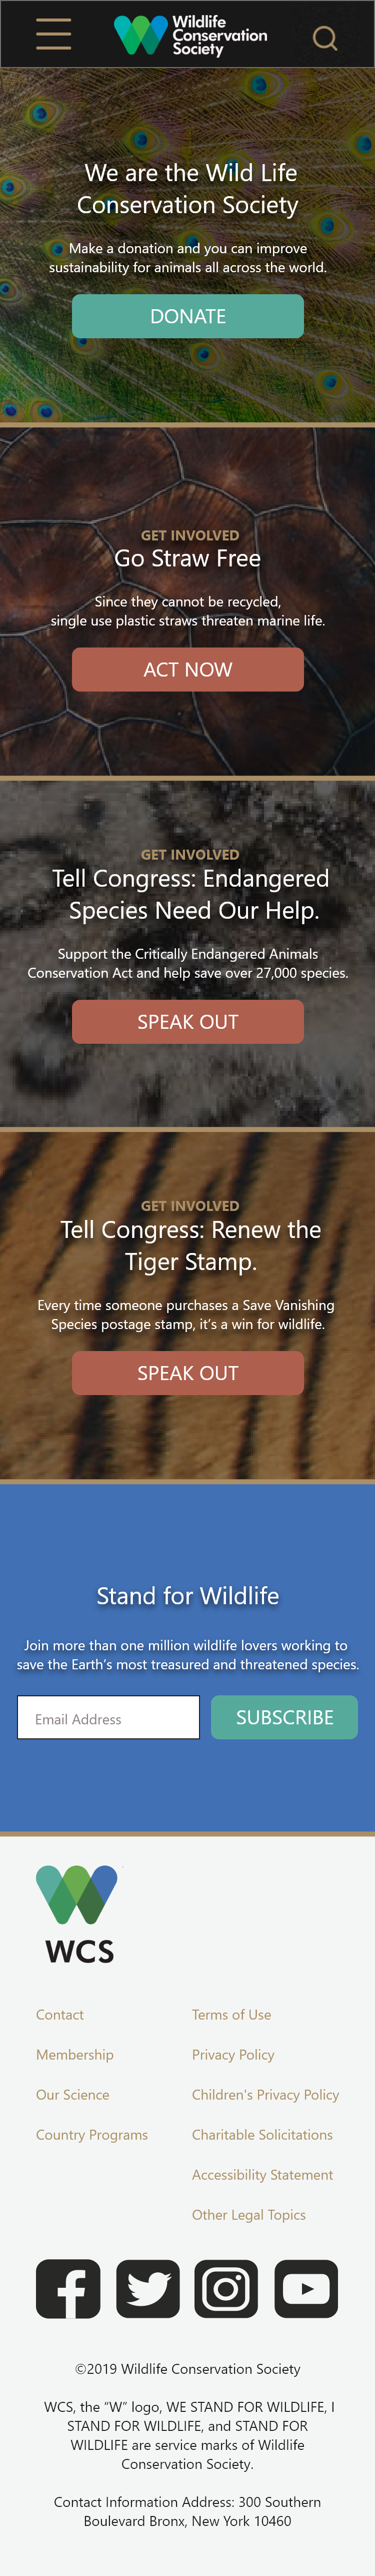 Wildlife
Conservation
Society
We are the Wild Life
Conservation Society
Make a donation and you can improve
sustainability for animals all across the world.
DONATE
GET INVOLVED
Go Straw Free
Since they cannot be recycled,
single use plastic straws threaten marine life.
ACT NOW
GET INVOLVED
Tell Congress: Endangered
Species Need Our Help.
Support the Critically Endangered Animals
Conservation Act and help save over 27,000 species.
SPEAK OUT
GET INVOLVED
Tell Congress: Renew the
Tiger Stamp.
Every time someone purchases a Save Vanishing
Species postage stamp, it’s a win for wildlife.
SPEAK OUT
Stand for Wildlife
Join more than one million wildlife lovers working to
save the Earth’s most treasured and threatened species.
Email Address
SUBSCRIBE
WCS
Contact
Membership
Our Science
Country Programs
Terms of Use
Privacy Policy
Children's Privacy Policy
Charitable Solicitations
Accessibility Statement
Other Legal Topics
©2019 Wildlife Conservation Society
WCS, the “W” logo, WE STAND FOR WILDLIFE, I
STAND FOR WILDLIFE, and STAND FOR
WILDLIFE are service marks of Wildlife
Conservation Society.
Contact Information Address: 300 Southern
Boulevard Bronx, New York 10460